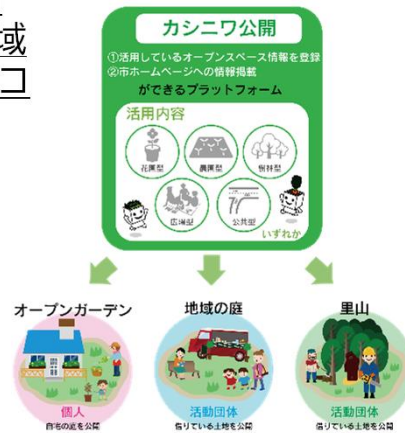 域
コ
カシニワ公開
①活用しているオープンスペース情報を登録
②市ホームページへの情報掲載
ができるプラットフォーム
活用内容
花園型
農園型
樹林型
広場型
公共型
いずれか
オープンガーデン
地域の庭
里山
個人
活動団体
活動団体
自宅の庭を公開
借りている土地を公開
借りている土地を公開